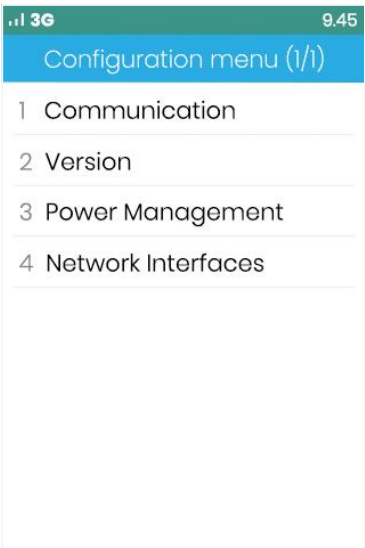 3G 9.45
Configuration menu (1/1)
1 Communication
2 Version
3 Power Management
4 Network Interfaces